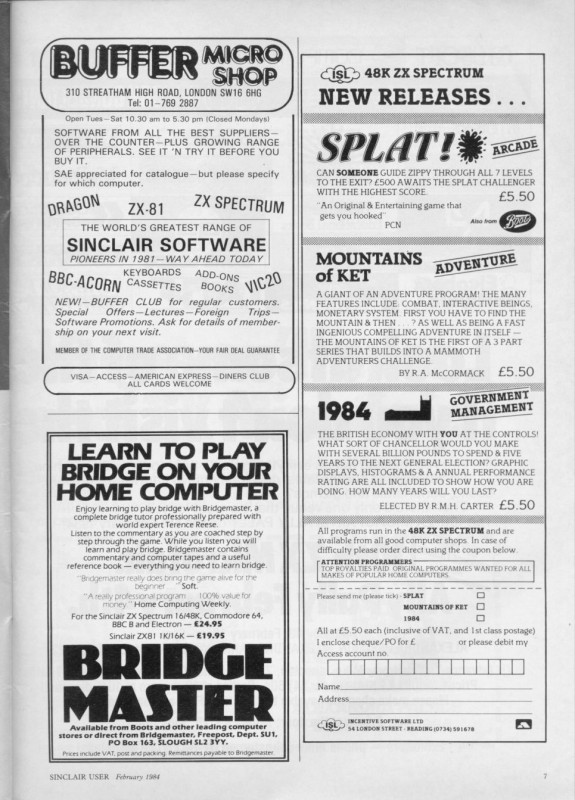 BUFFER MICRO SHOP
310 STREATHAM HIGH ROAD, LONDON SW16 6HG
Tel: 01-769 2887
Open Tues-Sat 10.30 am to 5.30 pm (Closed Mondays)
SOFTWARE FROM ALL THE BEST SUPPLIERS—
OVER THE COUNTER—PLUS GROWING RANGE
OF PERIPHERALS. SEE IT 'N TRY IT BEFORE YOU
BUY IT.
SAE appreciated for catalogue—but please specify
for which computer.
DRAGON ZX-81 ZX SPECTRUM
THE WORLD'S GREATEST RANGE OF
SINCLAIR SOFTWARE
PIONEERS IN 1981—WAY AHEAD TODAY
BBC-ACORN KEYBOARDS CASSETTES ADD-ONS BOOKS VIC20
NEW!—BUFFER CLUB for regular customers.
Special Offers—Lectures—Foreign Trips—
Software Promotions. Ask for details of member-
ship on your next visit.
MEMBER OF THE COMPUTER TRADE ASSOCIATION—YOUR FAIR DEAL GUARANTEE
VISA—ACCESS—AMERICAN EXPRESS—DINERS CLUB
ALL CARDS WELCOME
LEARN TO PLAY
BRIDGE ON YOUR
HOME COMPUTER
Enjoy learning to play bridge with Bridgemaster, a
complete bridge tutor professionally prepared with
world expert Terence Reese.
Listen to the commentary as you are coached step by
step through the game. While you listen you will
learn and play bridge. Bridgemaster contains
commentary and computer tapes and a useful
reference book — everything you need to learn bridge.
"Bridgemaster really does bring the game alive for the
beginner ..." Soft.
"A really professional program... 100% value for
money." Home Computing Weekly.
For the Sinclair ZX Spectrum 16/48K, Commodore 64,
BBC B and Electron — £24.95
Sinclair ZX81 1K/16K — £19.95
BRIDGE
MASTER
Available from Boots and other leading computer
stores or direct from Bridgemaster, Freepost, Dept. SU1,
PO Box 163, SLOUGH SL2 3YY.
Prices include VAT, post and packing. Remittances payable to Bridgemaster.
ISL 48K ZX SPECTRUM
NEW RELEASES . . .
SPLAT! ARCADE
CAN SOMEONE GUIDE ZIPPY THROUGH ALL 7 LEVELS
TO THE EXIT? £500 AWAITS THE SPLAT CHALLENGER
WITH THE HIGHEST SCORE.
£5.50
"An Original & Entertaining game that
gets you hooked"
PCN
Also from Boots
MOUNTAINS
of KET
ADVENTURE
A GIANT OF AN ADVENTURE PROGRAM! THE MANY
FEATURES INCLUDE: COMBAT, INTERACTIVE BEINGS,
MONETARY SYSTEM. FIRST YOU HAVE TO FIND THE
MOUNTAIN & THEN . . . ? AS WELL AS BEING A FAST
INGENIOUS COMPELLING ADVENTURE IN ITSELF —
THE MOUNTAINS OF KET IS THE FIRST OF A 3 PART
SERIES THAT BUILDS INTO A MAMMOTH
ADVENTURERS CHALLENGE.
BY R.A. McCORMACK £5.50
1984
GOVERNMENT
MANAGEMENT
THE BRITISH ECONOMY WITH YOU AT THE CONTROLS!
WHAT SORT OF CHANCELLOR WOULD YOU MAKE
WITH SEVERAL BILLION POUNDS TO SPEND & FIVE
YEARS TO THE NEXT GENERAL ELECTION? GRAPHIC
DISPLAYS, HISTOGRAMS & A ANNUAL PERFORMANCE
RATING ARE ALL INCLUDED TO SHOW HOW YOU ARE
DOING. HOW MANY YEARS WILL YOU LAST?
ELECTED BY R.M.H. CARTER £5.50
All programs run in the 48K ZX SPECTRUM and are
available from all good computer shops. In case of
difficulty please order direct using the coupon below.
ATTENTION PROGRAMMERS
TOP ROYALTIES PAID. ORIGINAL PROGRAMMES WANTED FOR ALL
MAKES OF POPULAR HOME COMPUTERS.
Please send me (please tick) - SPLAT
MOUNTAINS OF KET
1984
All at £5.50 each (inclusive of VAT, and 1st class postage)
I enclose cheque/PO for £ or please debit my
Access account no.
Name
Address
ISL INCENTIVE SOFTWARE LTD
54 LONDON STREET · READING (0734) 591678
SINCLAIR USER February 1984
7